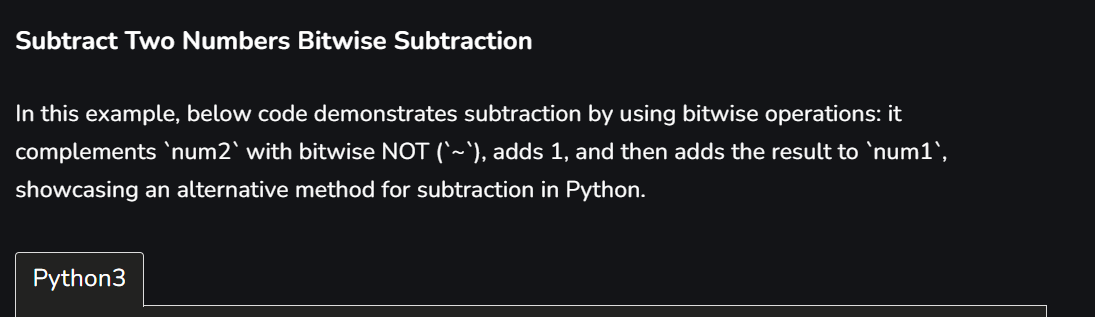 Subtract Two Numbers Bitwise Subtraction
In this example, below code demonstrates subtraction by using bitwise operations: it
complements `num2` with bitwise NOT (`~`), adds 1, and then adds the result to `num1`,
showcasing an alternative method for subtraction in Python.
Python3